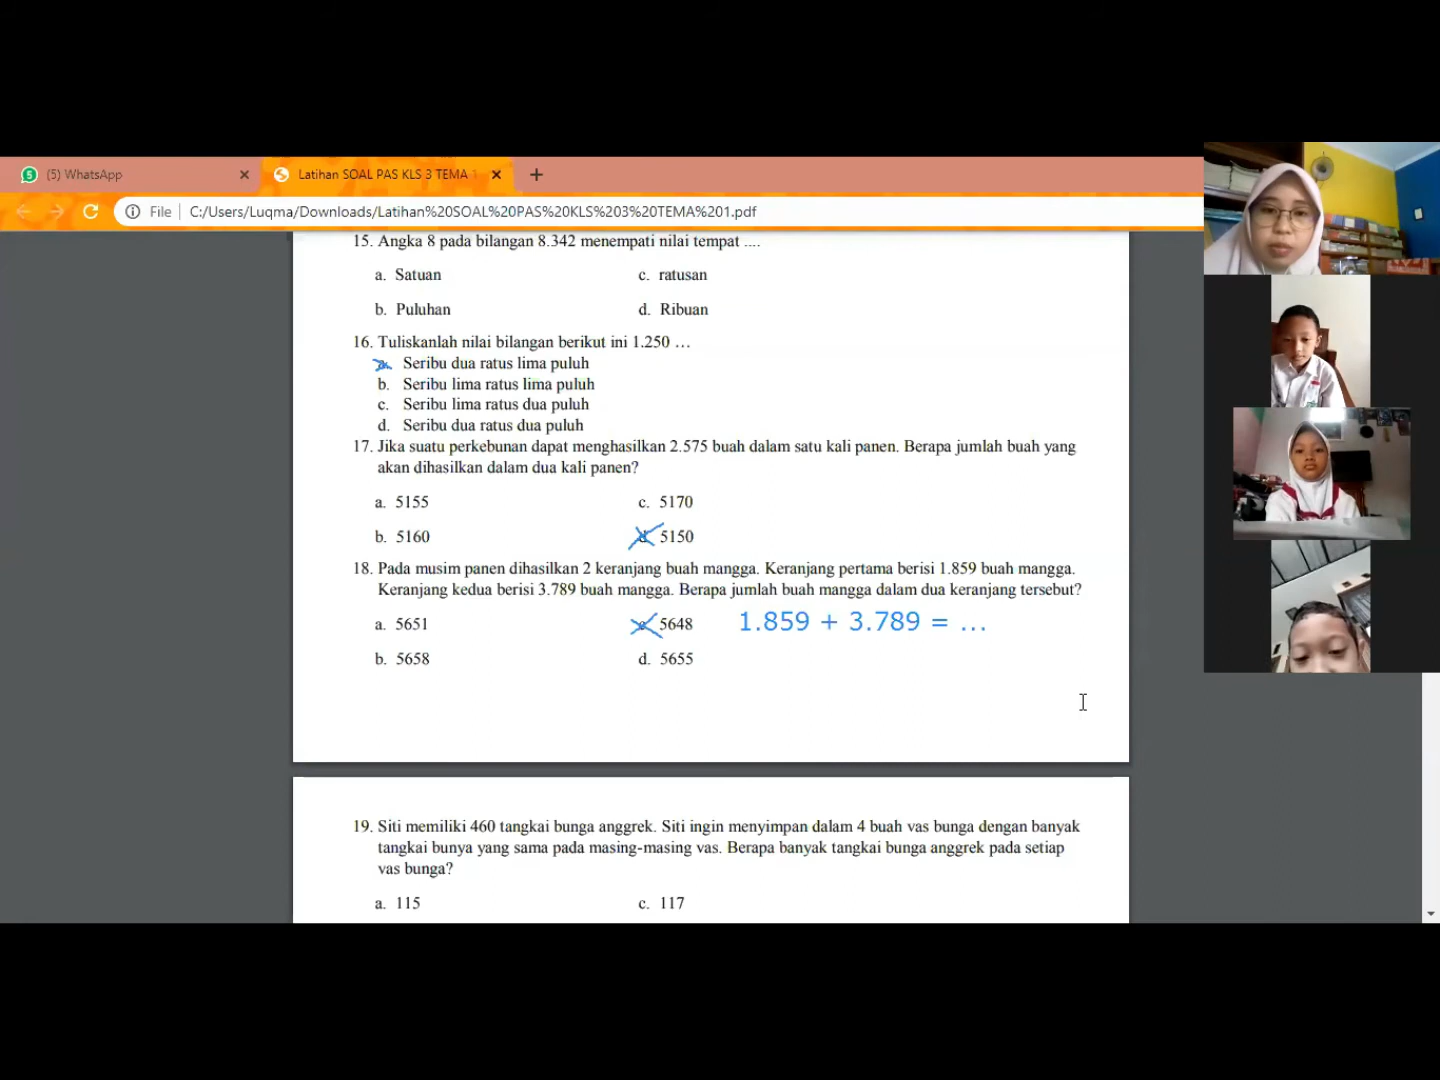 (5) WhatsApp
Latihan SOAL PAS KLS 3 TEMA 1
File C:/Users/Luqma/Downloads/Latihan%20SOAL%20PAS%20KLS%203%20TEMA%201.pdf
15. Angka 8 pada bilangan 8.342 menempati nilai tempat ....
a. Satuan c. ratusan
b. Puluhan d. Ribuan
16. Tuliskanlah nilai bilangan berikut ini 1.250 ...
a. Seribu dua ratus lima puluh
b. Seribu lima ratus lima puluh
c. Seribu lima ratus dua puluh
d. Seribu dua ratus dua puluh
17. Jika suatu perkebunan dapat menghasilkan 2.575 buah dalam satu kali panen. Berapa jumlah buah yang
akan dihasilkan dalam dua kali panen?
a. 5155 c. 5170
b. 5160 d. 5150
18. Pada musim panen dihasilkan 2 keranjang buah mangga. Keranjang pertama berisi 1.859 buah mangga.
Keranjang kedua berisi 3.789 buah mangga. Berapa jumlah buah mangga dalam dua keranjang tersebut?
a. 5651 c. 5648 1.859 + 3.789 = ...
b. 5658 d. 5655
19. Siti memiliki 460 tangkai bunga anggrek. Siti ingin menyimpan dalam 4 buah vas bunga dengan banyak
tangkai bunya yang sama pada masing-masing vas. Berapa banyak tangkai bunga anggrek pada setiap
vas bunga?
a. 115 c. 117